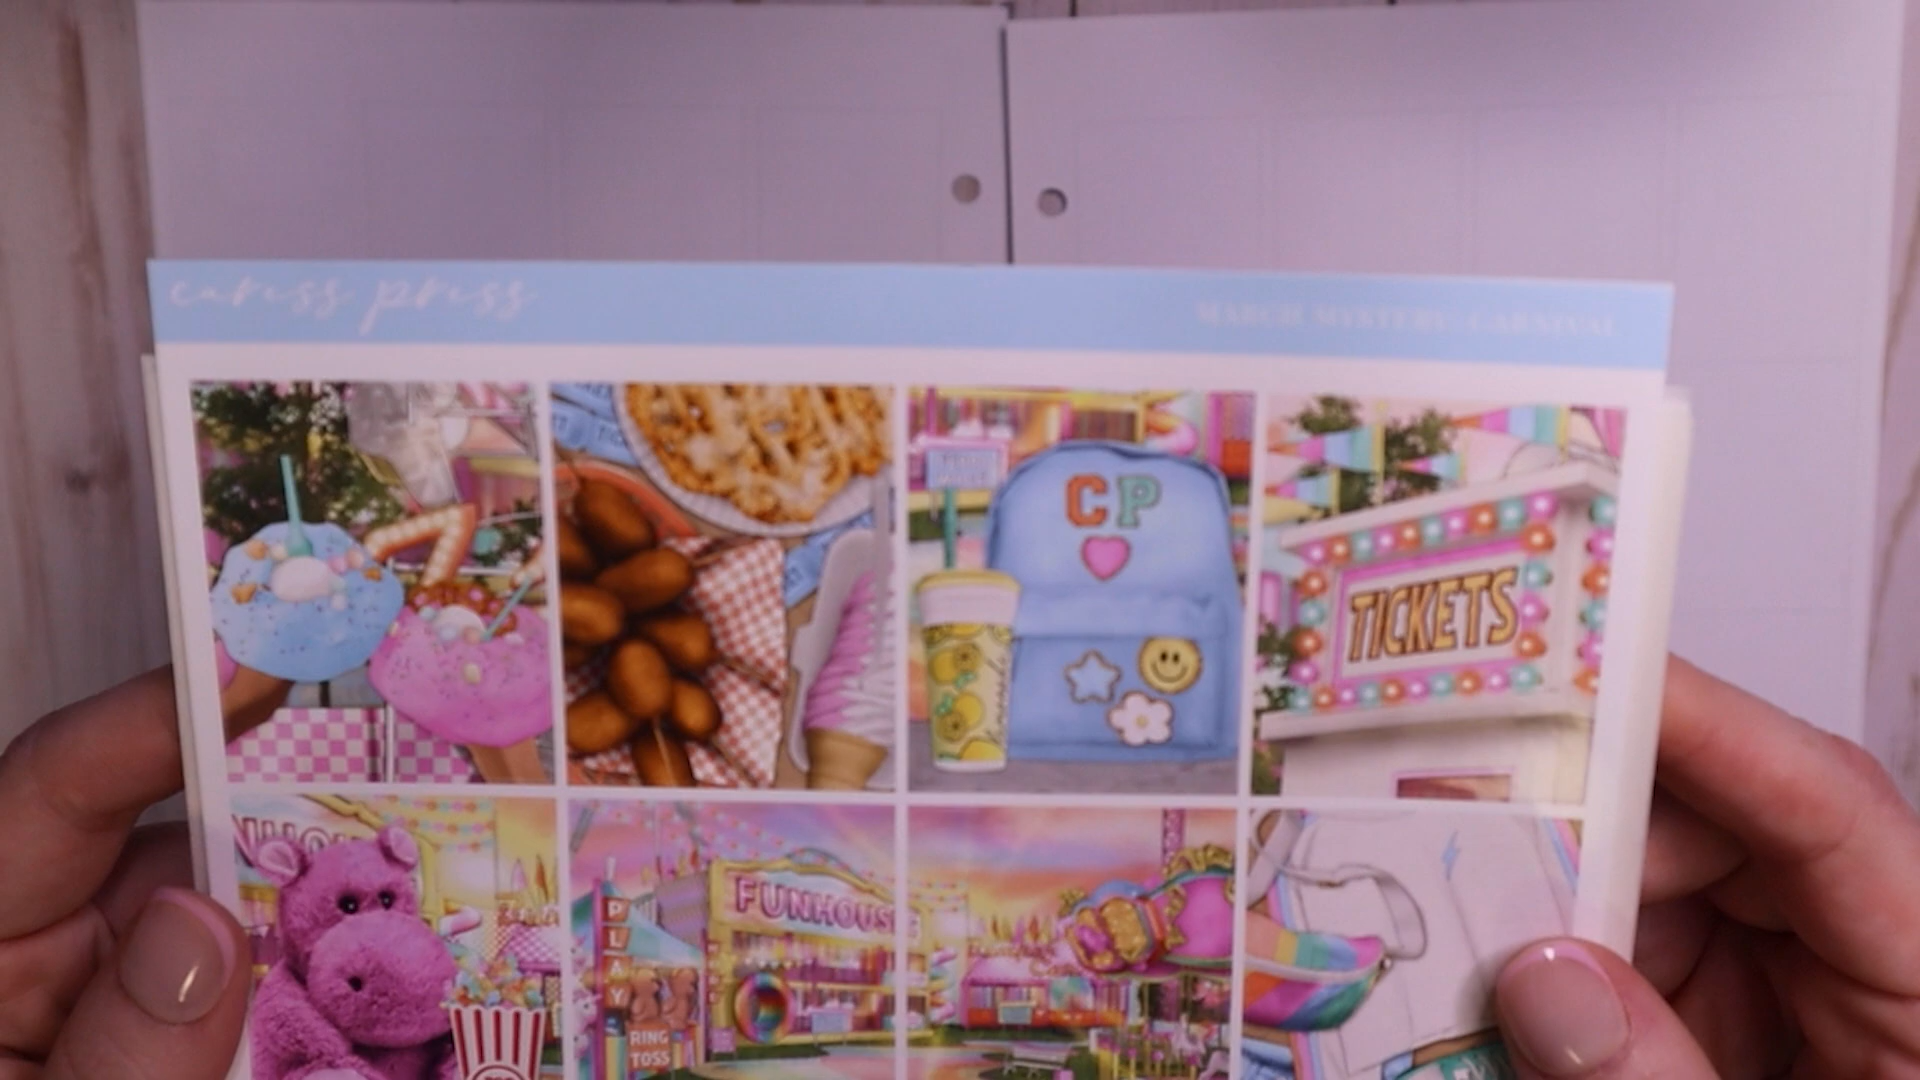 caress press
MARCH MYSTERY: CARNIVAL
CP
TICKETS
FUNHOUSE
PLAY
RING
TOSS